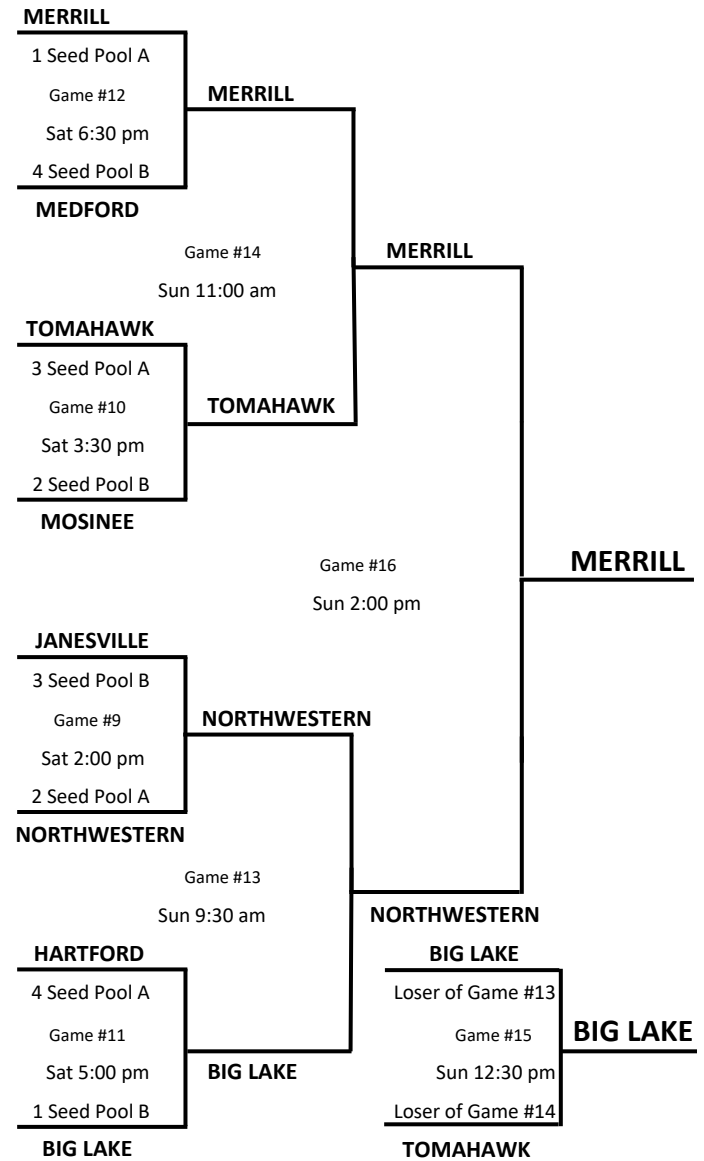 MERRILL
1 Seed Pool A
Game #12
MERRILL
Sat 6:30 pm
4 Seed Pool B
MEDFORD
Game #14
MERRILL
Sun 11:00 am
TOMAHAWK
3 Seed Pool A
Game #10
TOMAHAWK
Sat 3:30 pm
2 Seed Pool B
MOSINEE
Game #16
MERRILL
Sun 2:00 pm
JANESVILLE
3 Seed Pool B
Game #9
NORTHWESTERN
Sat 2:00 pm
2 Seed Pool A
NORTHWESTERN
Game #13
Sun 9:30 am
NORTHWESTERN
HARTFORD
4 Seed Pool A
Game #11
Sat 5:00 pm
BIG LAKE
1 Seed Pool B
BIG LAKE
BIG LAKE
Loser of Game #13
Game #15
BIG LAKE
Sun 12:30 pm
Loser of Game #14
TOMAHAWK